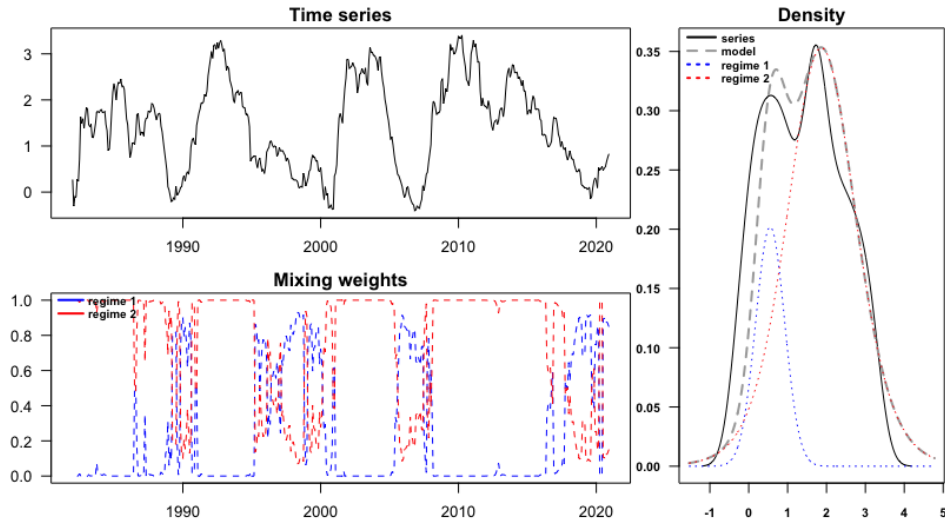 Time series
3
2
1
0
1990 2000 2010 2020
Mixing weights
regime 1
regime 2
1.0
0.8
0.6
0.4
0.2
0.0
1990 2000 2010 2020
Density
series
model
regime 1
regime 2
0.35
0.30
0.25
0.20
0.15
0.10
0.05
0.00
-1 0 1 2 3 4 5